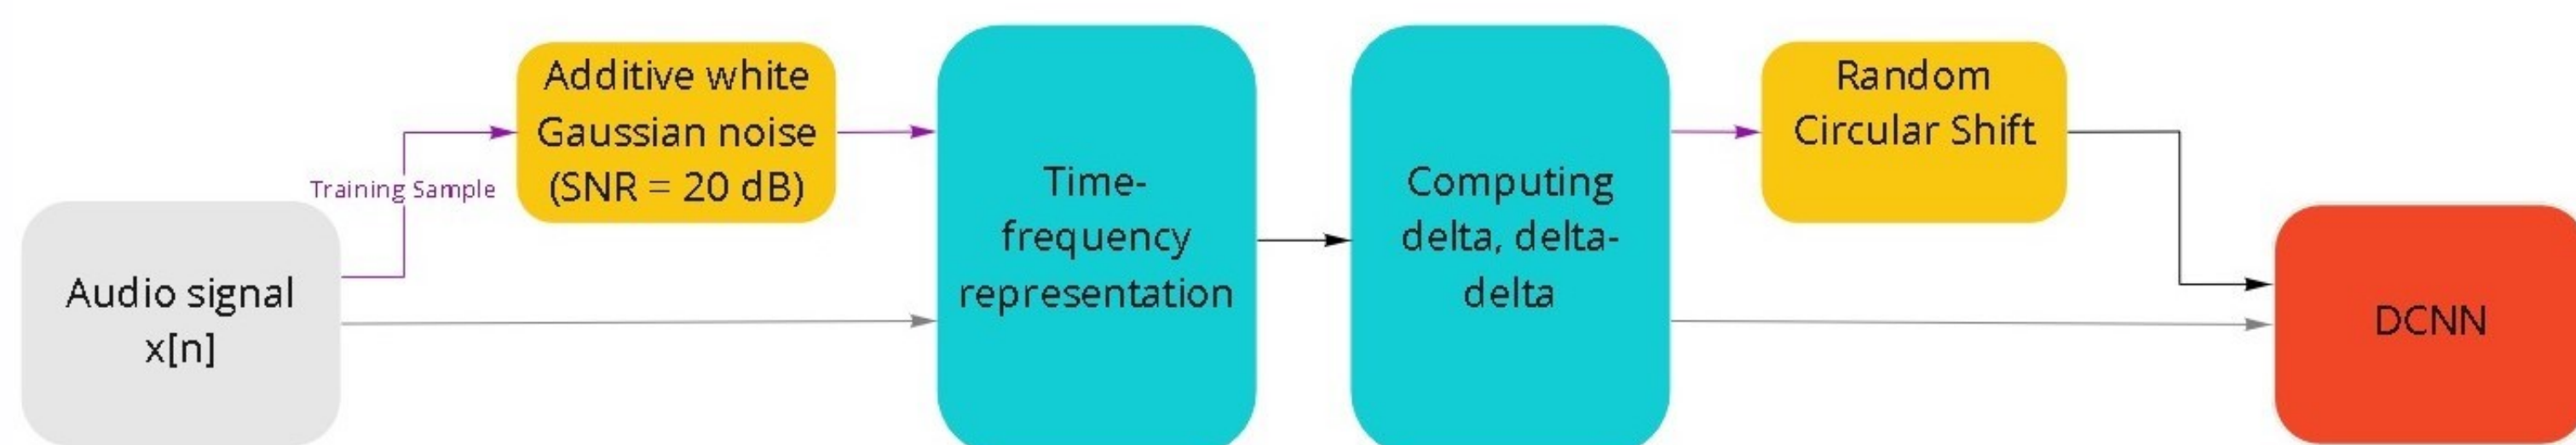 Audio signal
x[n]
Training Sample
Additive white
Gaussian noise
(SNR = 20 dB)
Time-
frequency
representation
Computing
delta, delta-
delta
Random
Circular Shift
DCNN